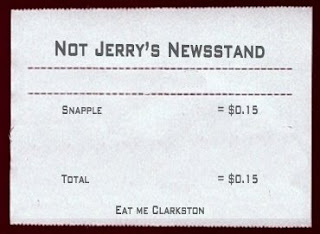 Not Jerry's Newsstand
Snapple = $0.15
Total = $0.15
Eat me Clarkston